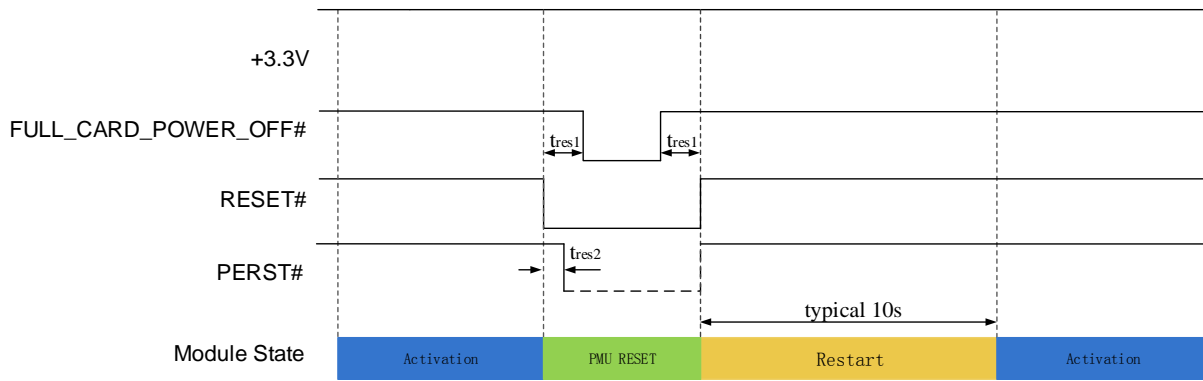 +3.3V
FULL_CARD_POWER_OFF#
tres1
tres1
RESET#
tres2
PERST#
typical 10s
Module State
Activation
PMU RESET
Restart
Activation